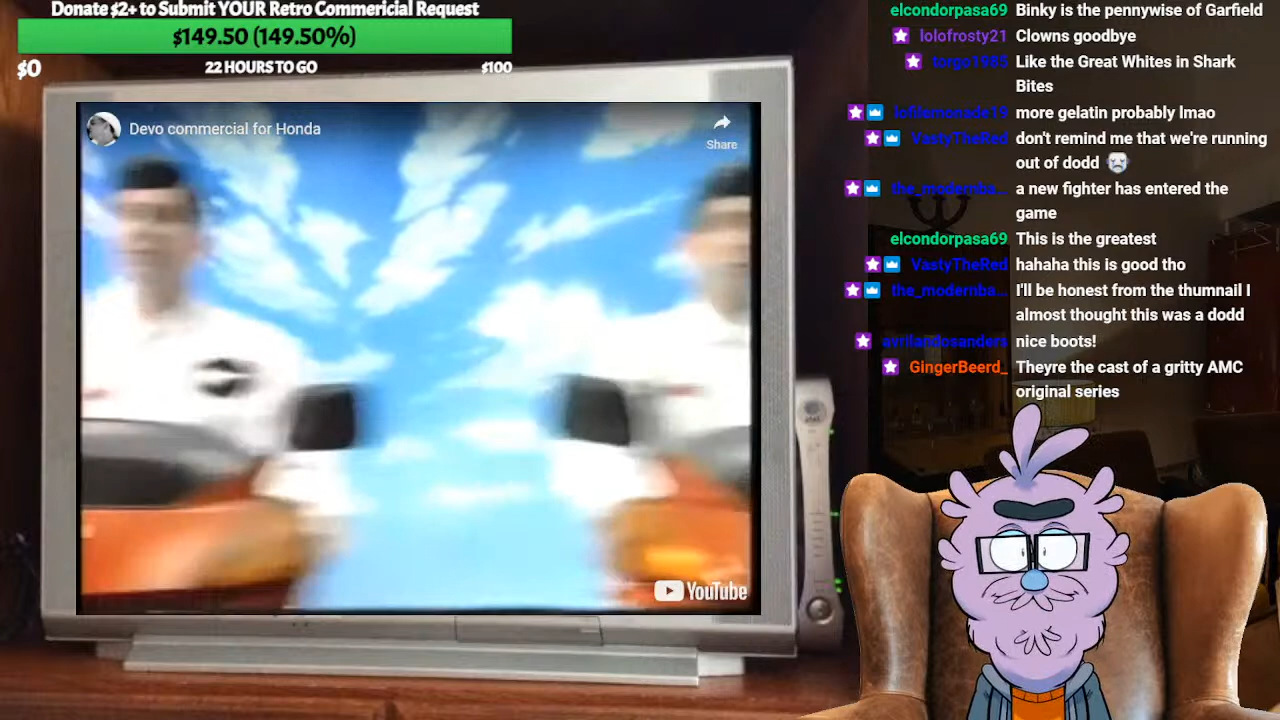 Donate $2+ to Submit YOUR Retro Commericial Request
$149.50 (149.50%)
$0
22 HOURS TO GO
$100
Devo commercial for Honda
Share
YouTube
elcondorpasa69 Binky is the pennywise of Garfield
lolofrosty21 Clowns goodbye
torgo1985 Like the Great Whites in Shark
Bites
lofilemonade19 more gelatin probably lmao
VastyTheRed don't remind me that we're running
out of dodd
the_modernba... a new fighter has entered the
game
elcondorpasa69 This is the greatest
VastyTheRed hahaha this is good tho
the_modernba... I'll be honest from the thumnail I
almost thought this was a dodd
avrilandosanders nice boots!
GingerBeerd_ Theyre the cast of a gritty AMC
original series